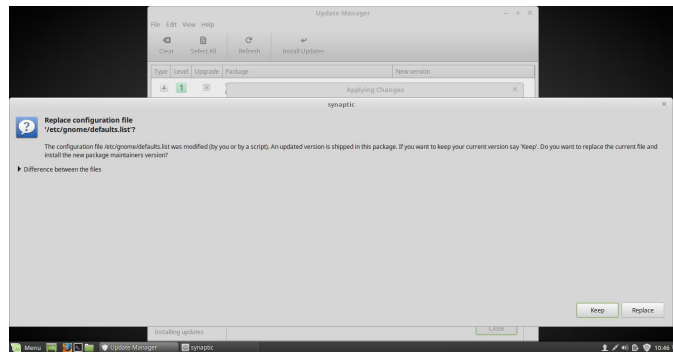 Update Manager
File Edit View Help
Clear Select All Refresh Install Updates
Type Level Upgrade Package New version
1
Applying Changes
synaptic
Replace configuration file
'/etc/gnome/defaults.list'?
The configuration file /etc/gnome/defaults.list was modified (by you or by a script). An updated version is shipped in this package. If you want to keep your current version say 'Keep'. Do you want to replace the current file and
install the new package maintainers version?
Difference between the files
Keep Replace
Installing updates
Close
Menu Update Manager synaptic 10:46